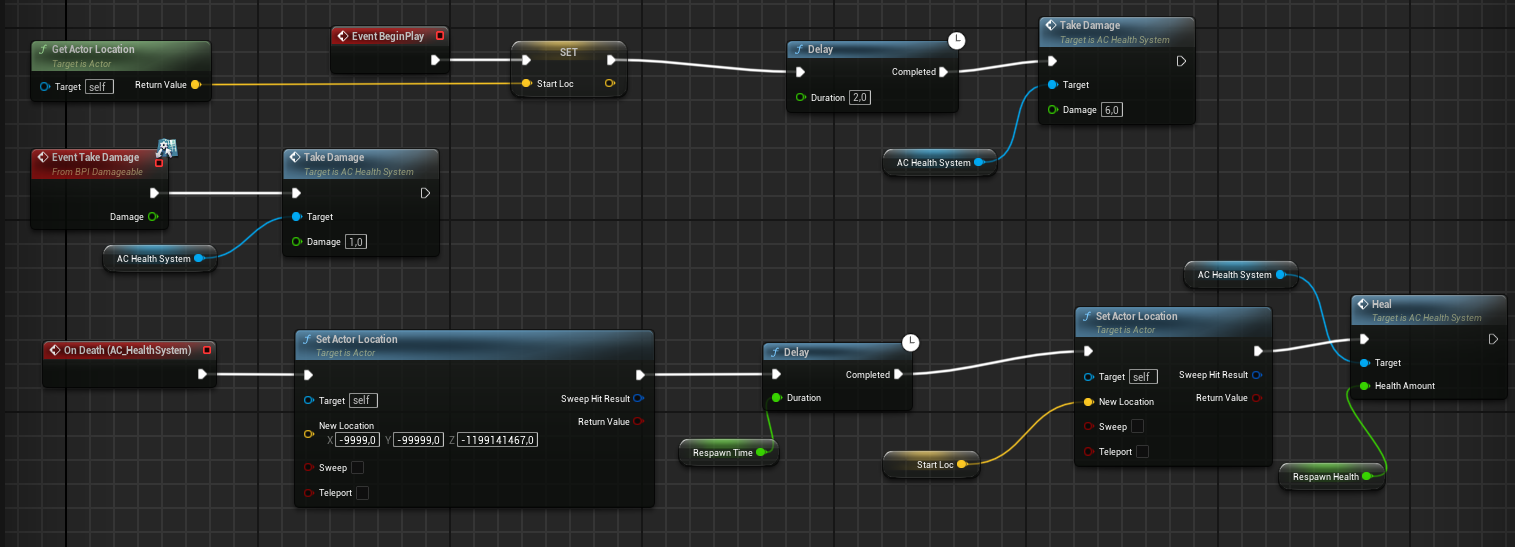 Get Actor Location
Target is Actor
Target self
Return Value
Event BeginPlay
SET
Start Loc
Delay
Completed
Duration 2,0
Take Damage
Target is AC Health System
Target
Damage 6,0
AC Health System
Event Take Damage
From BPI Damageable
Damage
AC Health System
Take Damage
Target is AC Health System
Target
Damage 1,0
On Death (AC_HealthSystem)
Set Actor Location
Target is Actor
Target self
Sweep Hit Result
New Location
X -9999,0 Y -99999,0 Z -1199141467,0
Return Value
Sweep
Teleport
Delay
Completed
Duration
Respawn Time
Start Loc
Set Actor Location
Target is Actor
Target self
Sweep Hit Result
New Location
Return Value
Sweep
Teleport
AC Health System
Heal
Target is AC Health System
Target
Health Amount
Respawn Health